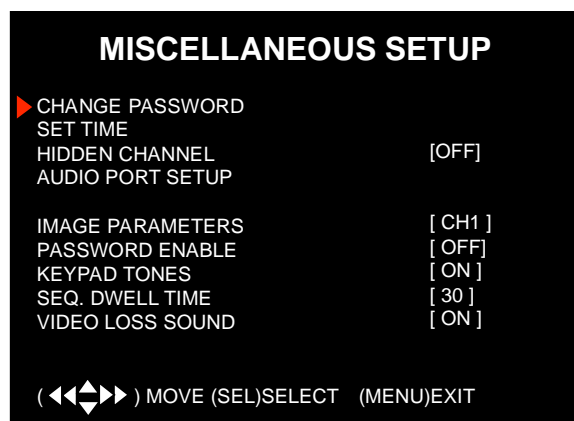 MISCELLANEOUS SETUP
CHANGE PASSWORD
SET TIME
HIDDEN CHANNEL [OFF]
AUDIO PORT SETUP
IMAGE PARAMETERS [ CH1 ]
PASSWORD ENABLE [ OFF]
KEYPAD TONES [ ON ]
SEQ. DWELL TIME [ 30 ]
VIDEO LOSS SOUND [ ON ]
( ) MOVE (SEL)SELECT (MENU)EXIT